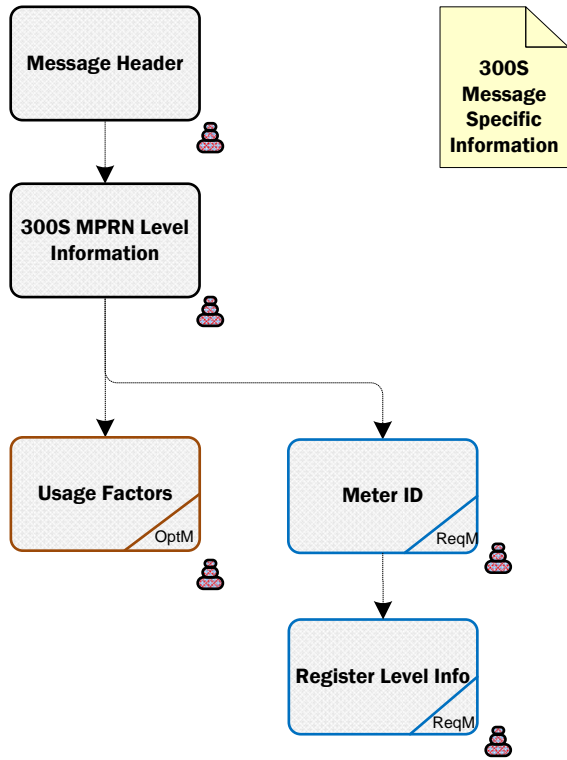 Message Header
300S
Message
Specific
Information
300S MPRN Level
Information
Usage Factors
OptM
Meter ID
ReqM
Register Level Info
ReqM